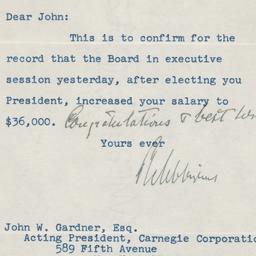 Dear John:
This is to confirm for the
record that the Board in executive
session yesterday, after electing you
President, increased your salary to
$36,000. Congratulations & best
Yours ever
John W. Gardner, Esq.
Acting President, Carnegie Corporatio
589 Fifth Avenue